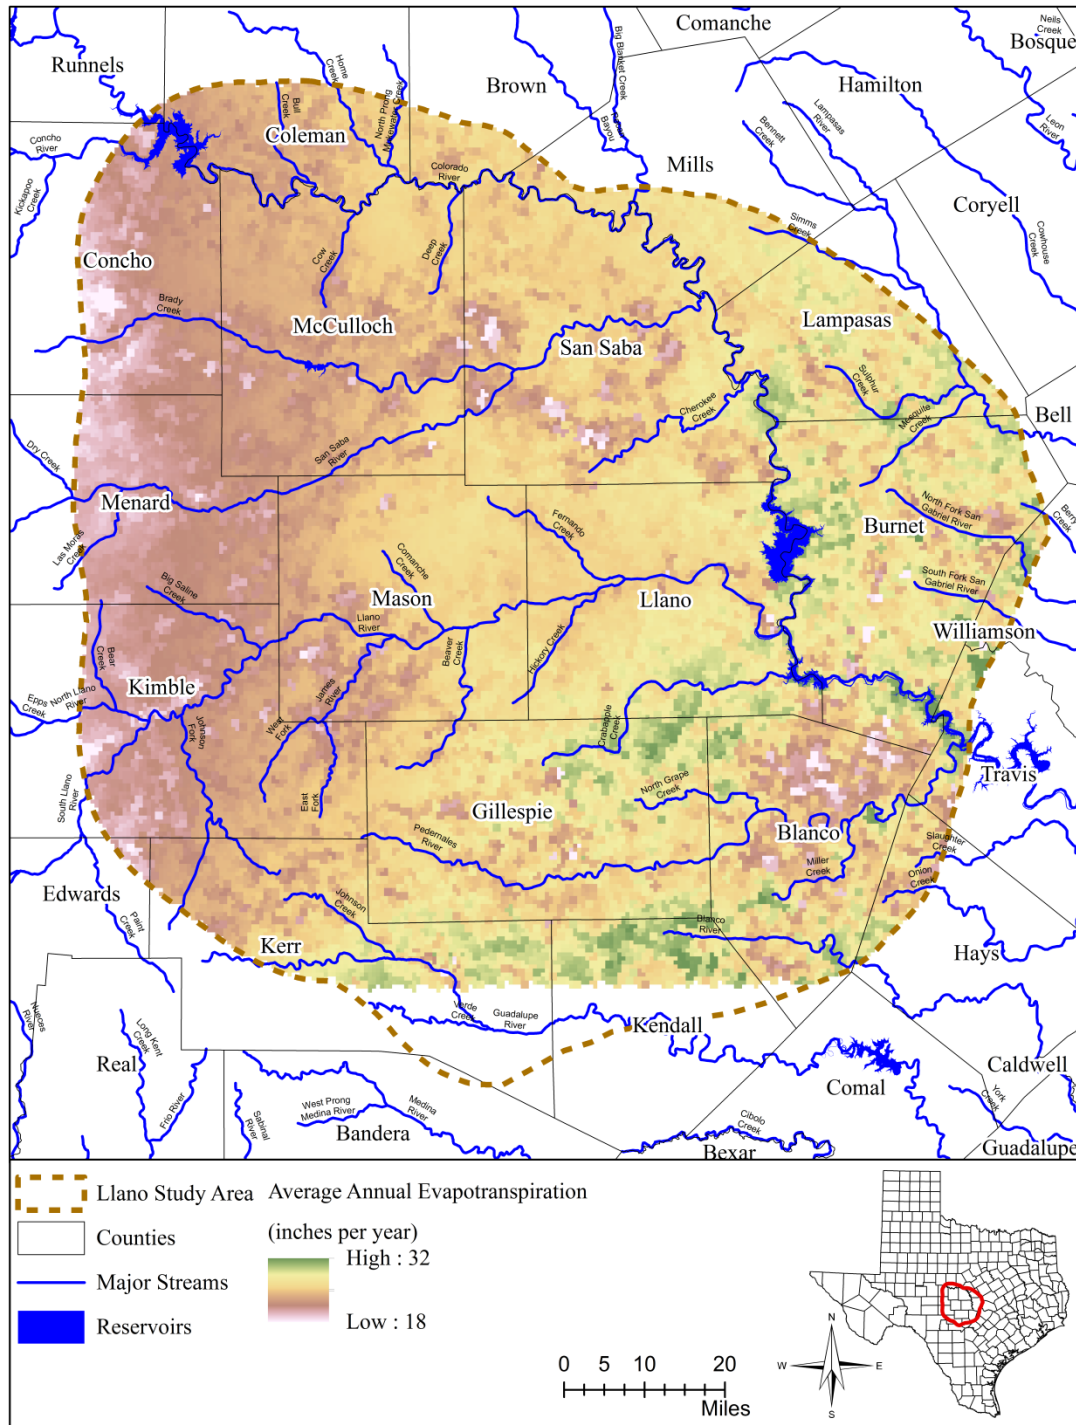 Comanche
Neils
Creek
Bosque
Runnels
Home
Creek
Brown
Big Blanket Creek
Hamilton
Lampasas
River
Leon
River
Bull
Creek
Coleman
North Prong
Mukewater Creek
Bayou
Bennett
Creek
Concho
River
Colorado
River
Mills
Kickapoo
Creek
Coryell
Cowhouse
Creek
Simms
Creek
Concho
Cow
Creek
Deep
Creek
Brady
Creek
McCulloch
San Saba
Lampasas
Sulphur
Creek
Cherokee
Creek
Mesquite
Creek
Bell
Dry Creek
San Saba
River
Menard
Fernando
Creek
Burnet
North Fork San
Gabriel River
Berry
Creek
Las Moras
Creek
Comanche
Creek
Big Saline
Creek
Mason
Llano
South Fork San
Gabriel River
Llano
River
Beaver
Creek
Hickory Creek
Williamson
Bear
Creek
Kimble
Epps
Creek
North Llano
River
James
River
Johnson
Fork
West
Fork
Crabapple
Creek
South Llano
River
East
Fork
North Grape
Creek
Travis
Gillespie
Pedernales
River
Blanco
Miller
Creek
Slaughter
Creek
Onion
Creek
Edwards
Paint
Creek
Johnson
Creek
Blanco
River
Kerr
Hays
Nueces
River
Verde
Creek
Guadalupe
River
Kendall
Real
Long Kent
Creek
Frio River
Comal
Caldwell
Sabinal
River
West Prong
Medina River
Medina
River
Bandera
York
Creek
Cibolo
Creek
Bexar
Guadalupe
Llano Study Area
Counties
Major Streams
Reservoirs
Average Annual Evapotranspiration
(inches per year)
High : 32
Low : 18
0 5 10 20
Miles
N
W E
S